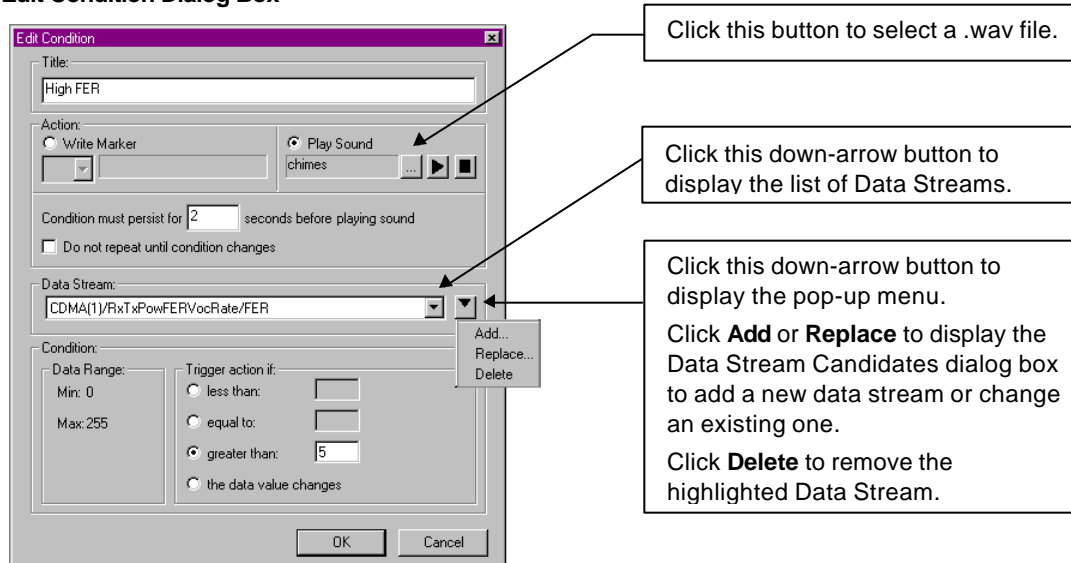 Edit Condition Dialog Box
Edit Condition
Title:
High FER
Action:
Write Marker
Play Sound
chimes
...
Condition must persist for 2 seconds before playing sound
Do not repeat until condition changes
Data Stream:
CDMA(1)/RxTxPowFERVocRate/FER
Add...
Replace...
Delete
Condition:
Data Range:
Min: 0
Max: 255
Trigger action if:
less than:
equal to:
greater than: 5
the data value changes
OK
Cancel
Click this button to select a .wav file.
Click this down-arrow button to
display the list of Data Streams.
Click this down-arrow button to
display the pop-up menu.
Click Add or Replace to display the
Data Stream Candidates dialog box
to add a new data stream or change
an existing one.
Click Delete to remove the
highlighted Data Stream.